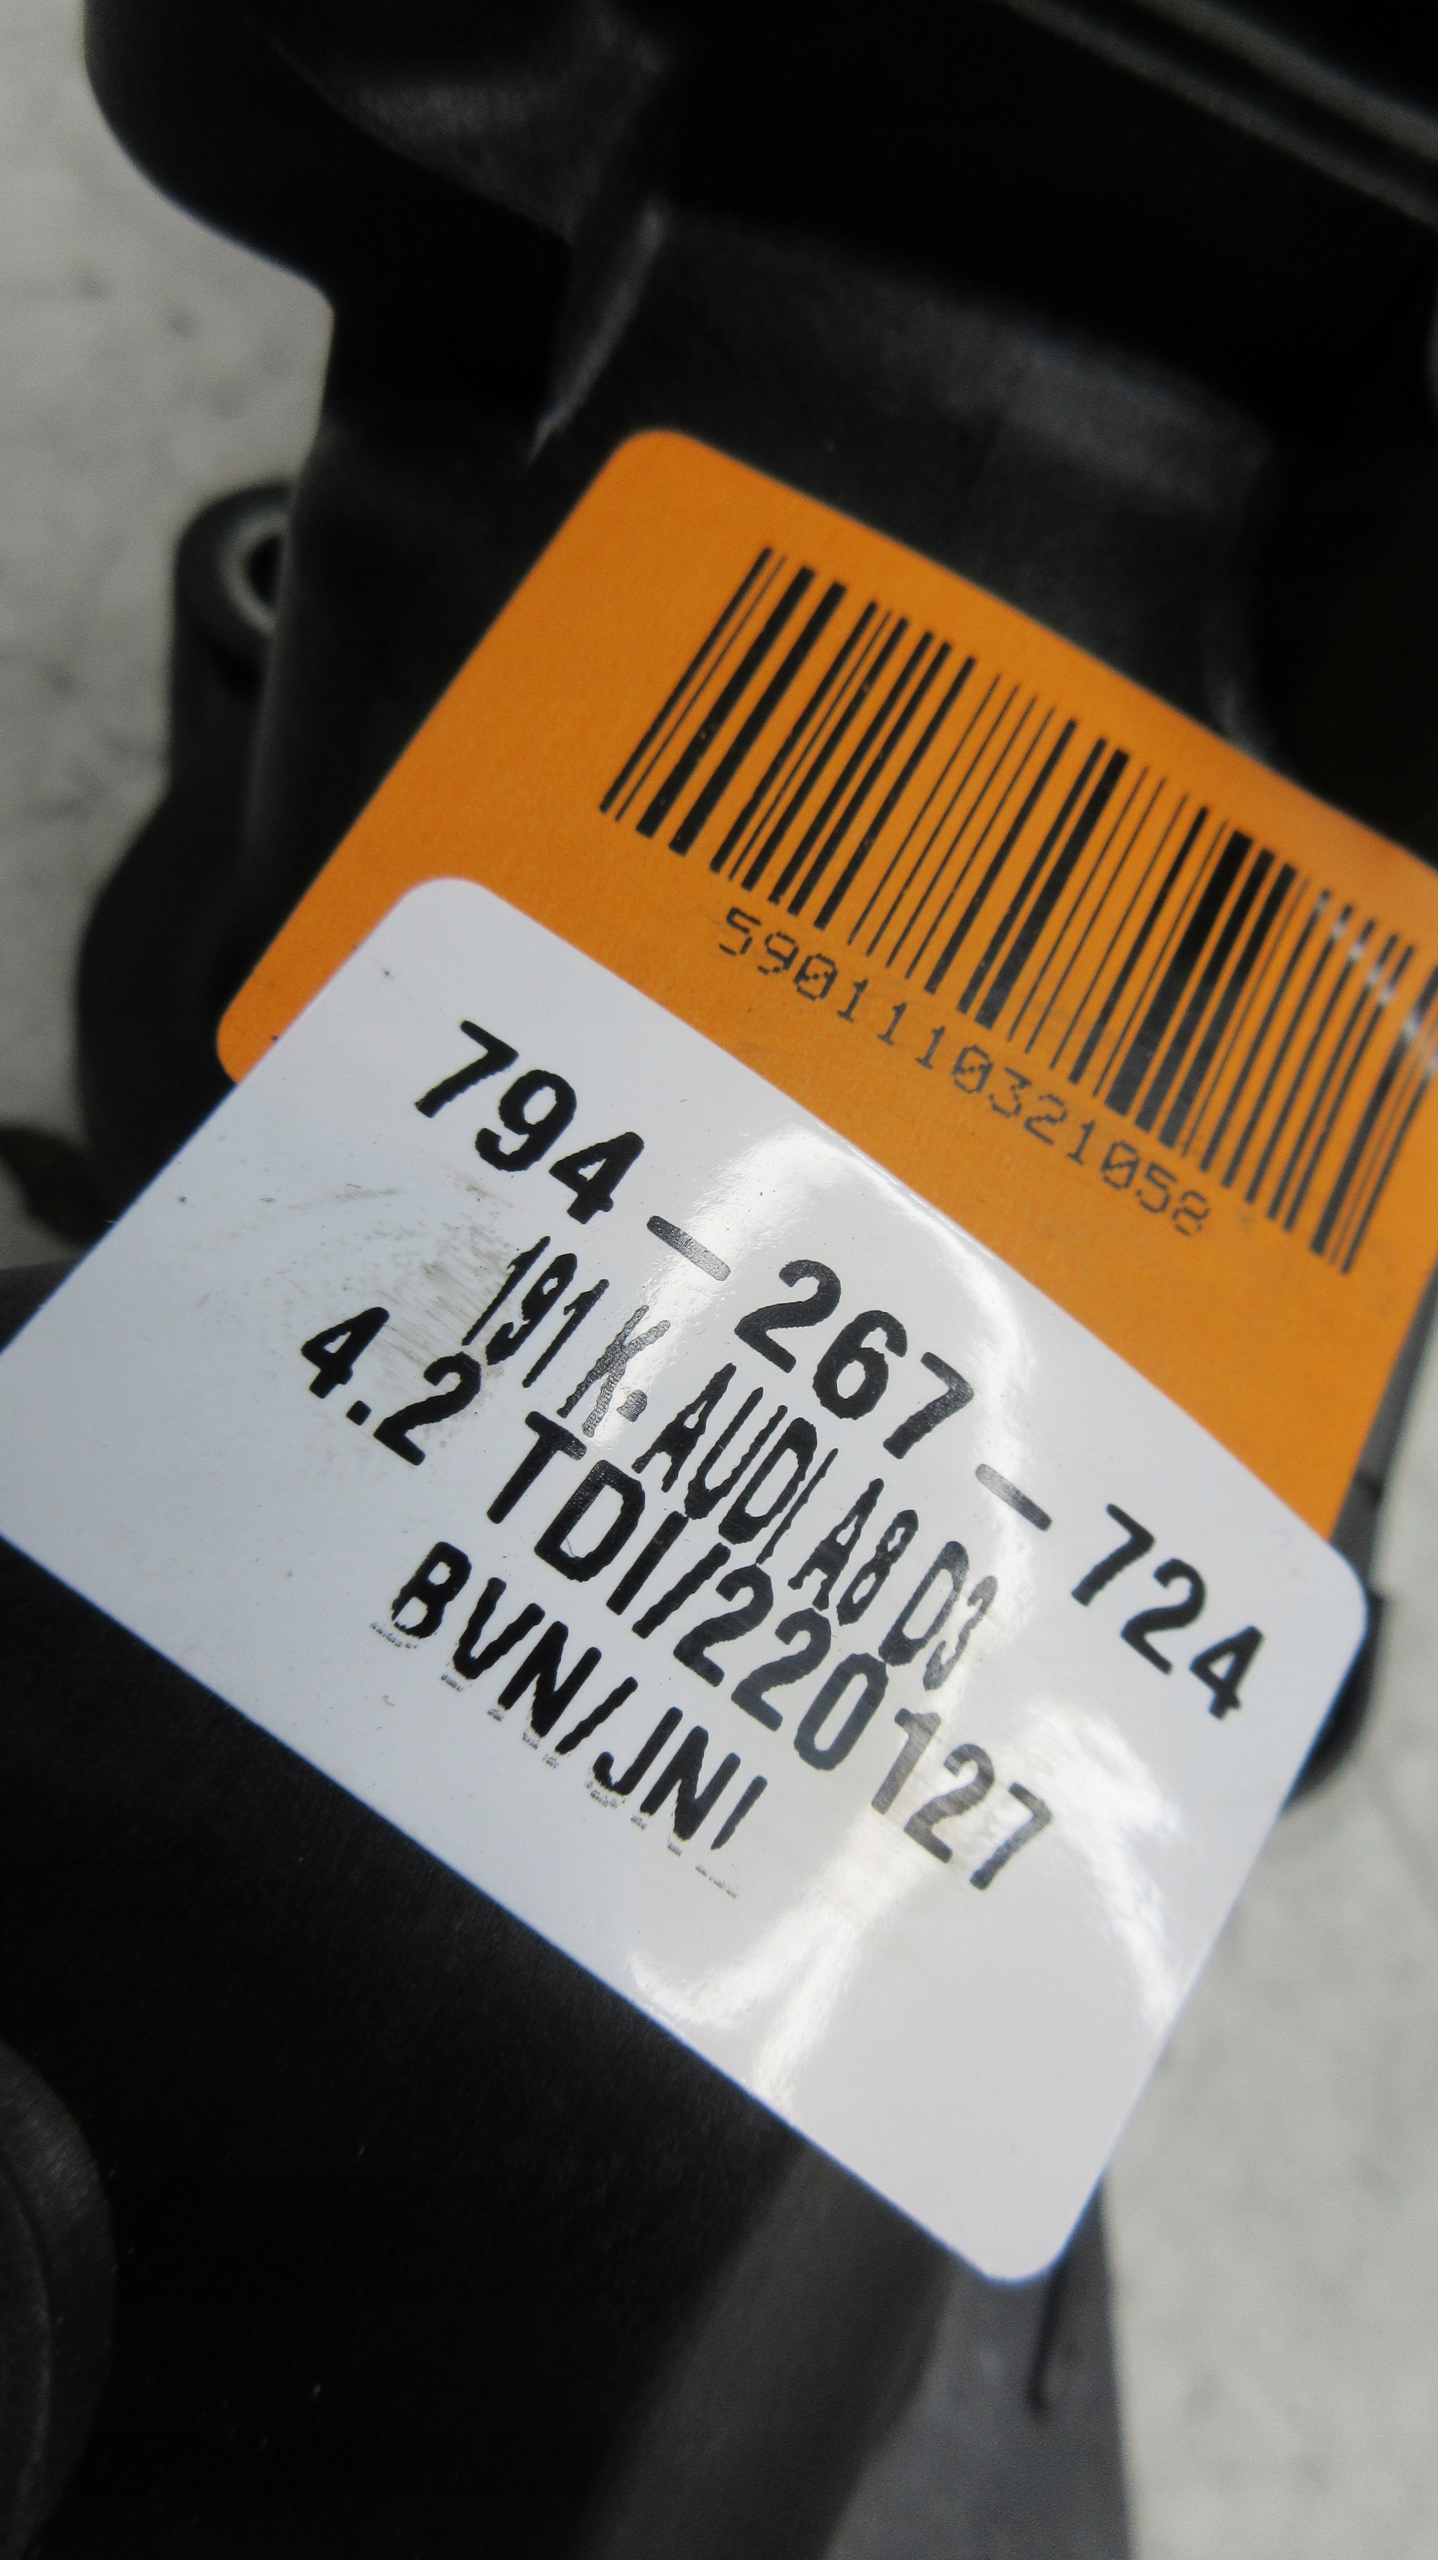 5901110321058
794-267-724
191 K. AUDI A8 D3
4.2 TDI/220127
BVN/JNI